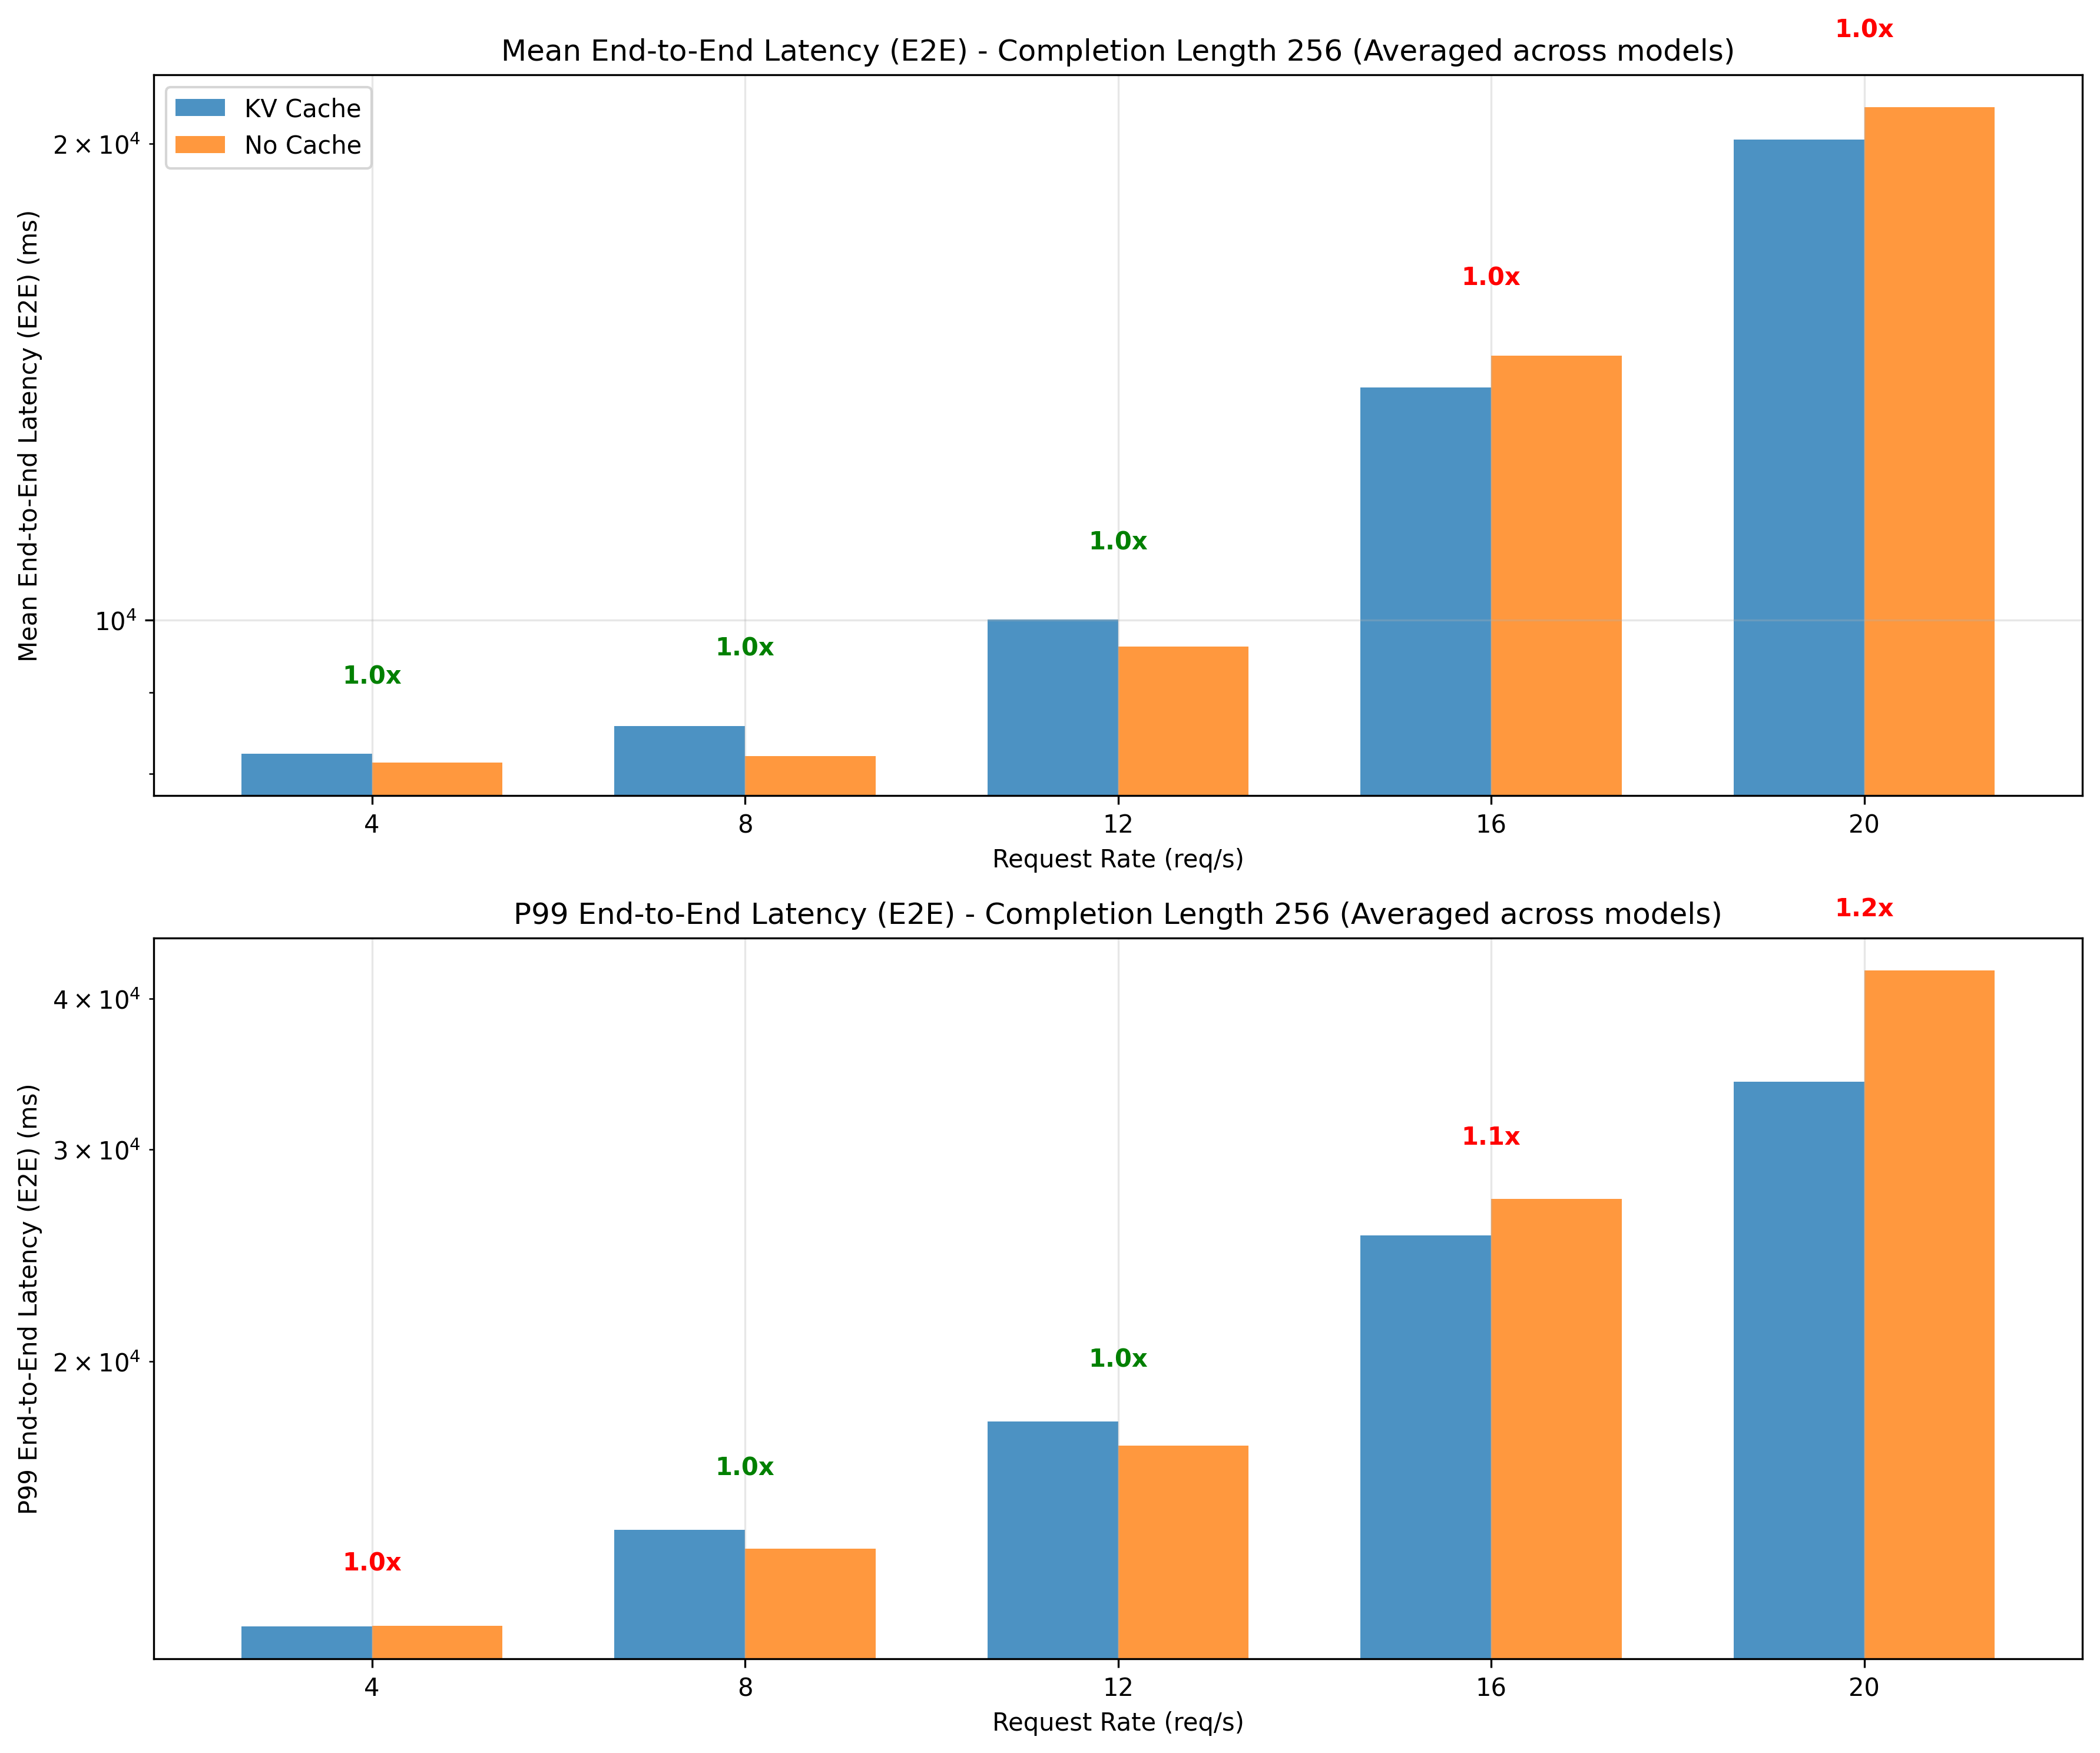 1.0x
Mean End-to-End Latency (E2E) - Completion Length 256 (Averaged across models)
KV Cache
No Cache
Mean End-to-End Latency (E2E) (ms)
2 × 10⁴
10⁴
1.0x
1.0x
1.0x
1.0x
4
8
12
16
20
Request Rate (req/s)
1.2x
P99 End-to-End Latency (E2E) - Completion Length 256 (Averaged across models)
P99 End-to-End Latency (E2E) (ms)
4 × 10⁴
3 × 10⁴
2 × 10⁴
1.0x
1.0x
1.0x
1.1x
4
8
12
16
20
Request Rate (req/s)